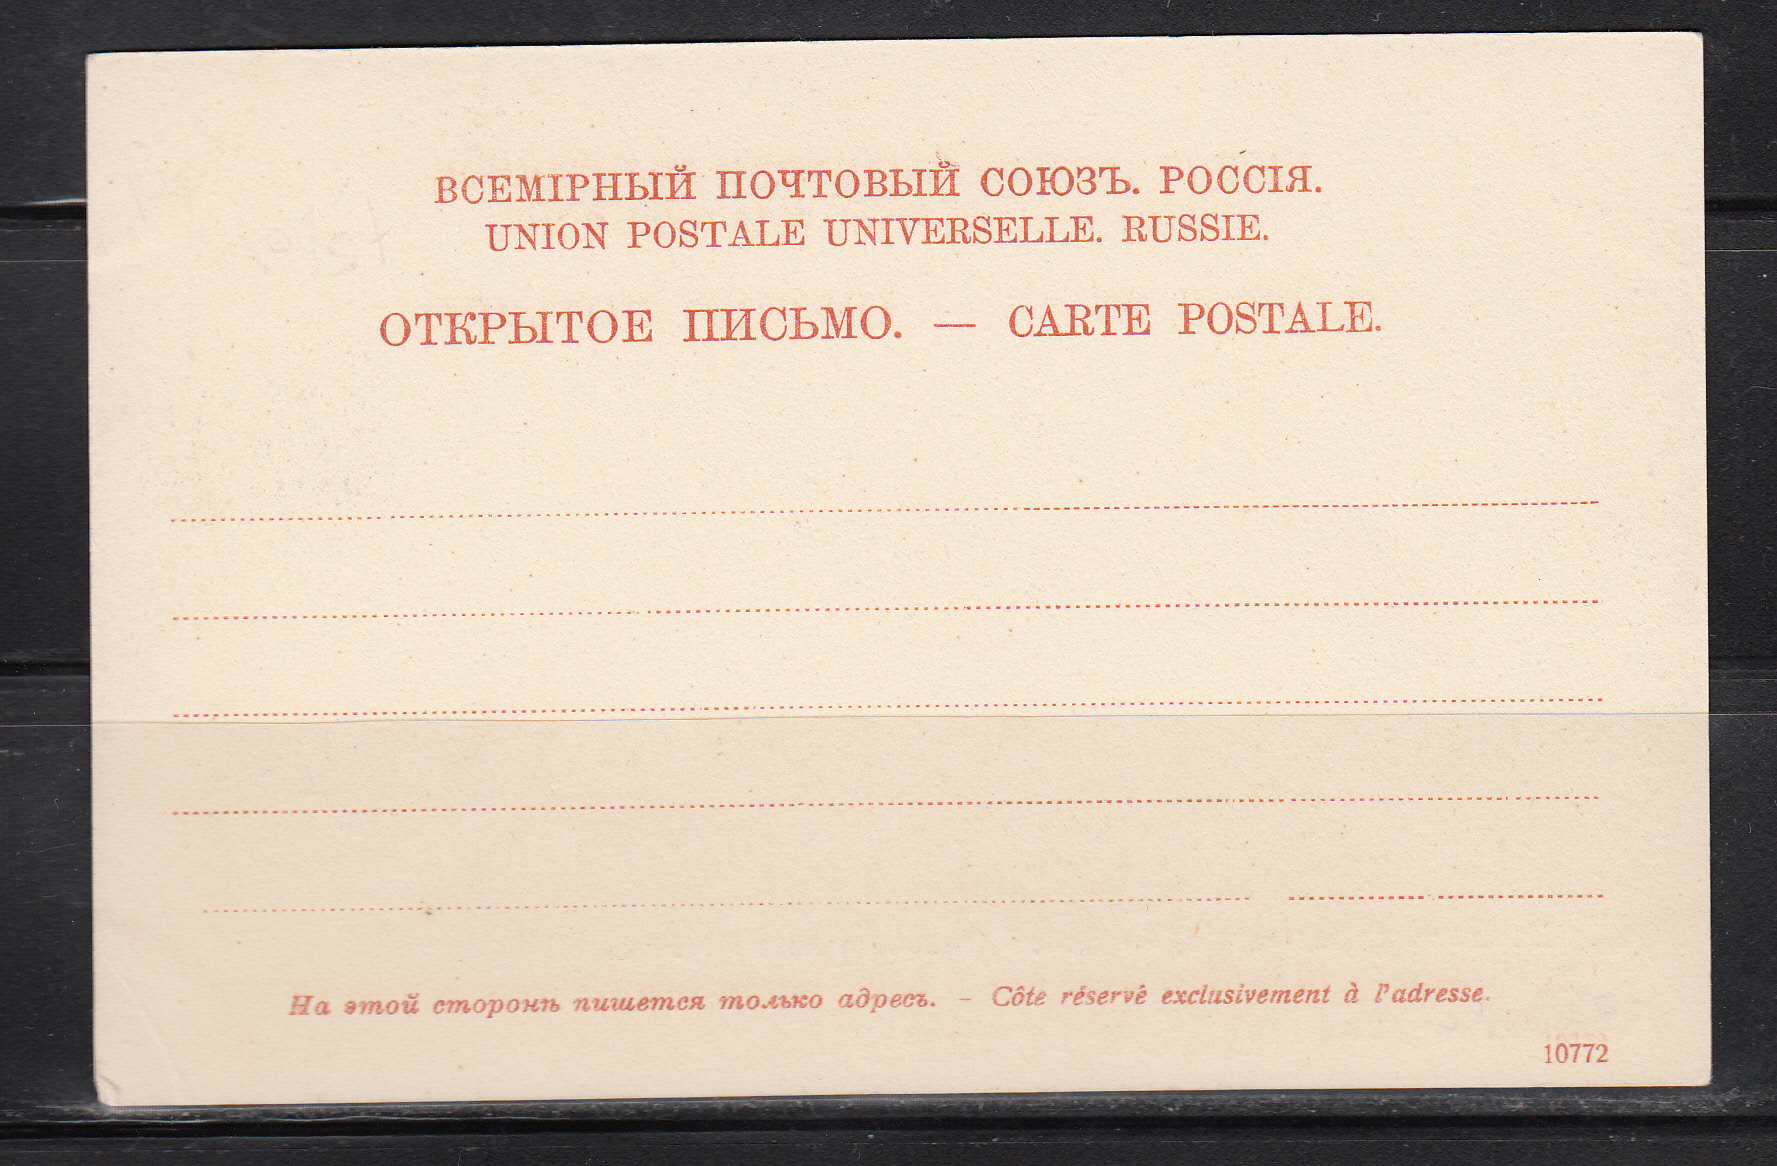 ВСЕМІРНЫЙ ПОЧТОВЫЙ СОЮЗЪ. РОССІЯ.
UNION POSTALE UNIVERSELLE. RUSSIE.
ОТКРЫТОЕ ПИСЬМО. — CARTE POSTALE.
На этой сторонѣ пишется только адресъ. – Côte réservé exclusivement à l'adresse.
10772